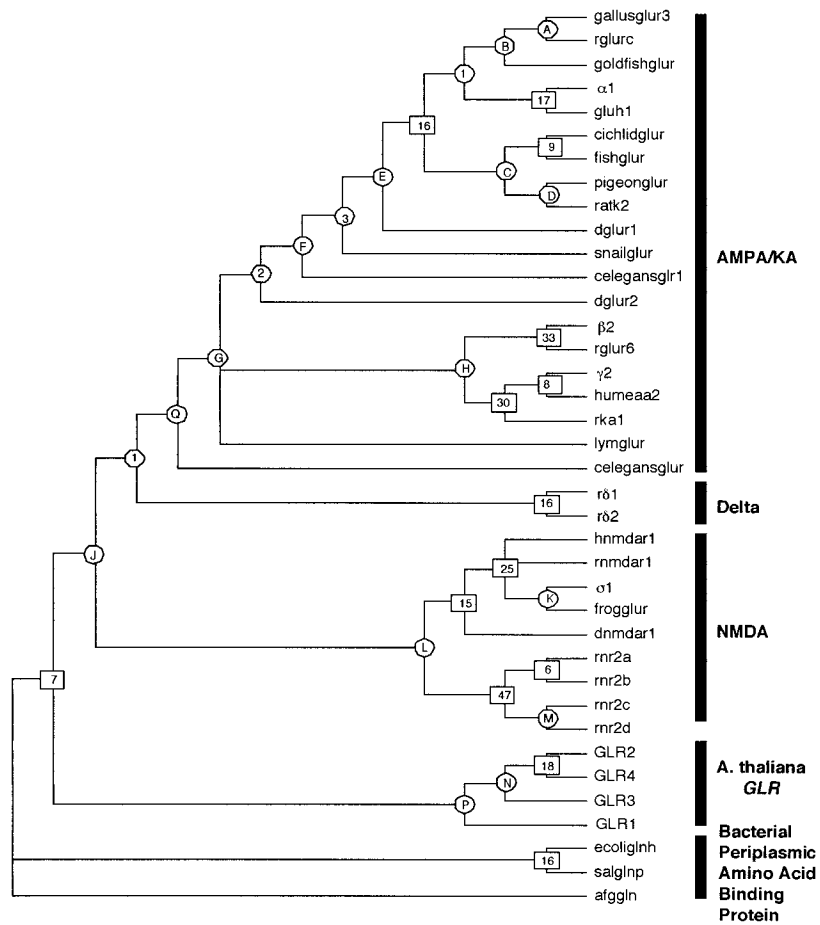 gallusglur3
A
rglurc
B
goldfishglur
1
α1
17
gluh1
16
cichlidglur
9
fishglur
C
pigeonglur
E
D
ratk2
3
dglur1
F
snailglur
AMPA/KA
2
celegansglr1
dglur2
β2
33
rglur6
G
H
γ2
8
humeaa2
30
Q
rka1
lymglur
1
celegansglur
rδ1
16
Delta
rδ2
hnmdar1
J
25
rnmdar1
σ1
K
15
frogglur
NMDA
dnmdar1
L
rnr2a
6
7
rnr2b
47
rnr2c
M
rnr2d
GLR2
18
A. thaliana
GLR4
N
GLR
P
GLR3
GLR1
Bacterial
ecoliglnh
Periplasmic
16
salglnp
Amino Acid
afggln
Binding
Protein